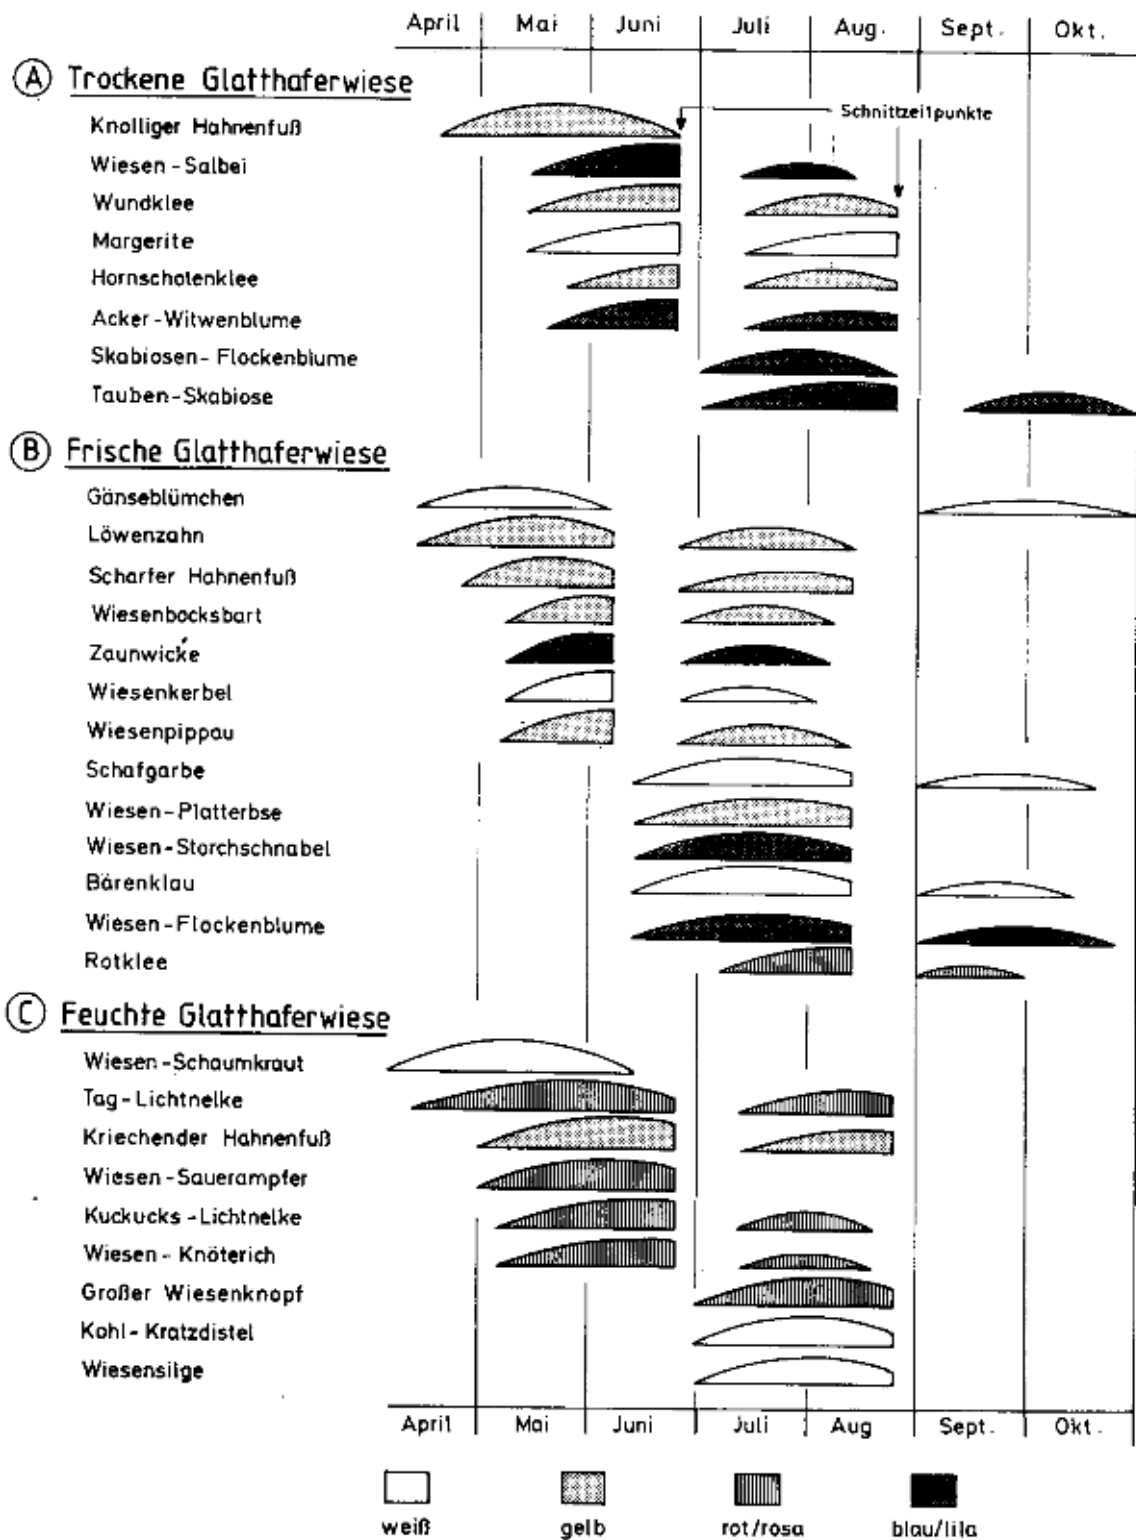 April Mai Juni Juli Aug. Sept. Okt.
A Trockene Glatthaferwiese
Schnittzeitpunkte
Knolliger Hahnenfuß
Wiesen-Salbei
Wundklee
Margerite
Hornschotenklee
Acker-Witwenblume
Skabiosen-Flockenblume
Tauben-Skabiose
B Frische Glatthaferwiese
Gänseblümchen
Löwenzahn
Scharfer Hahnenfuß
Wiesenbocksbart
Zaunwicke
Wiesenkerbel
Wiesenpippau
Schafgarbe
Wiesen-Platterbse
Wiesen-Storchschnabel
Bärenklau
Wiesen-Flockenblume
Rotklee
C Feuchte Glatthaferwiese
Wiesen-Schaumkraut
Tag-Lichtnelke
Kriechender Hahnenfuß
Wiesen-Sauerampfer
Kuckucks-Lichtnelke
Wiesen-Knöterich
Großer Wiesenknopf
Kohl-Kratzdistel
Wiesensilge
April Mai Juni Juli Aug Sept. Okt.
weiß gelb rot/rosa blau/lila